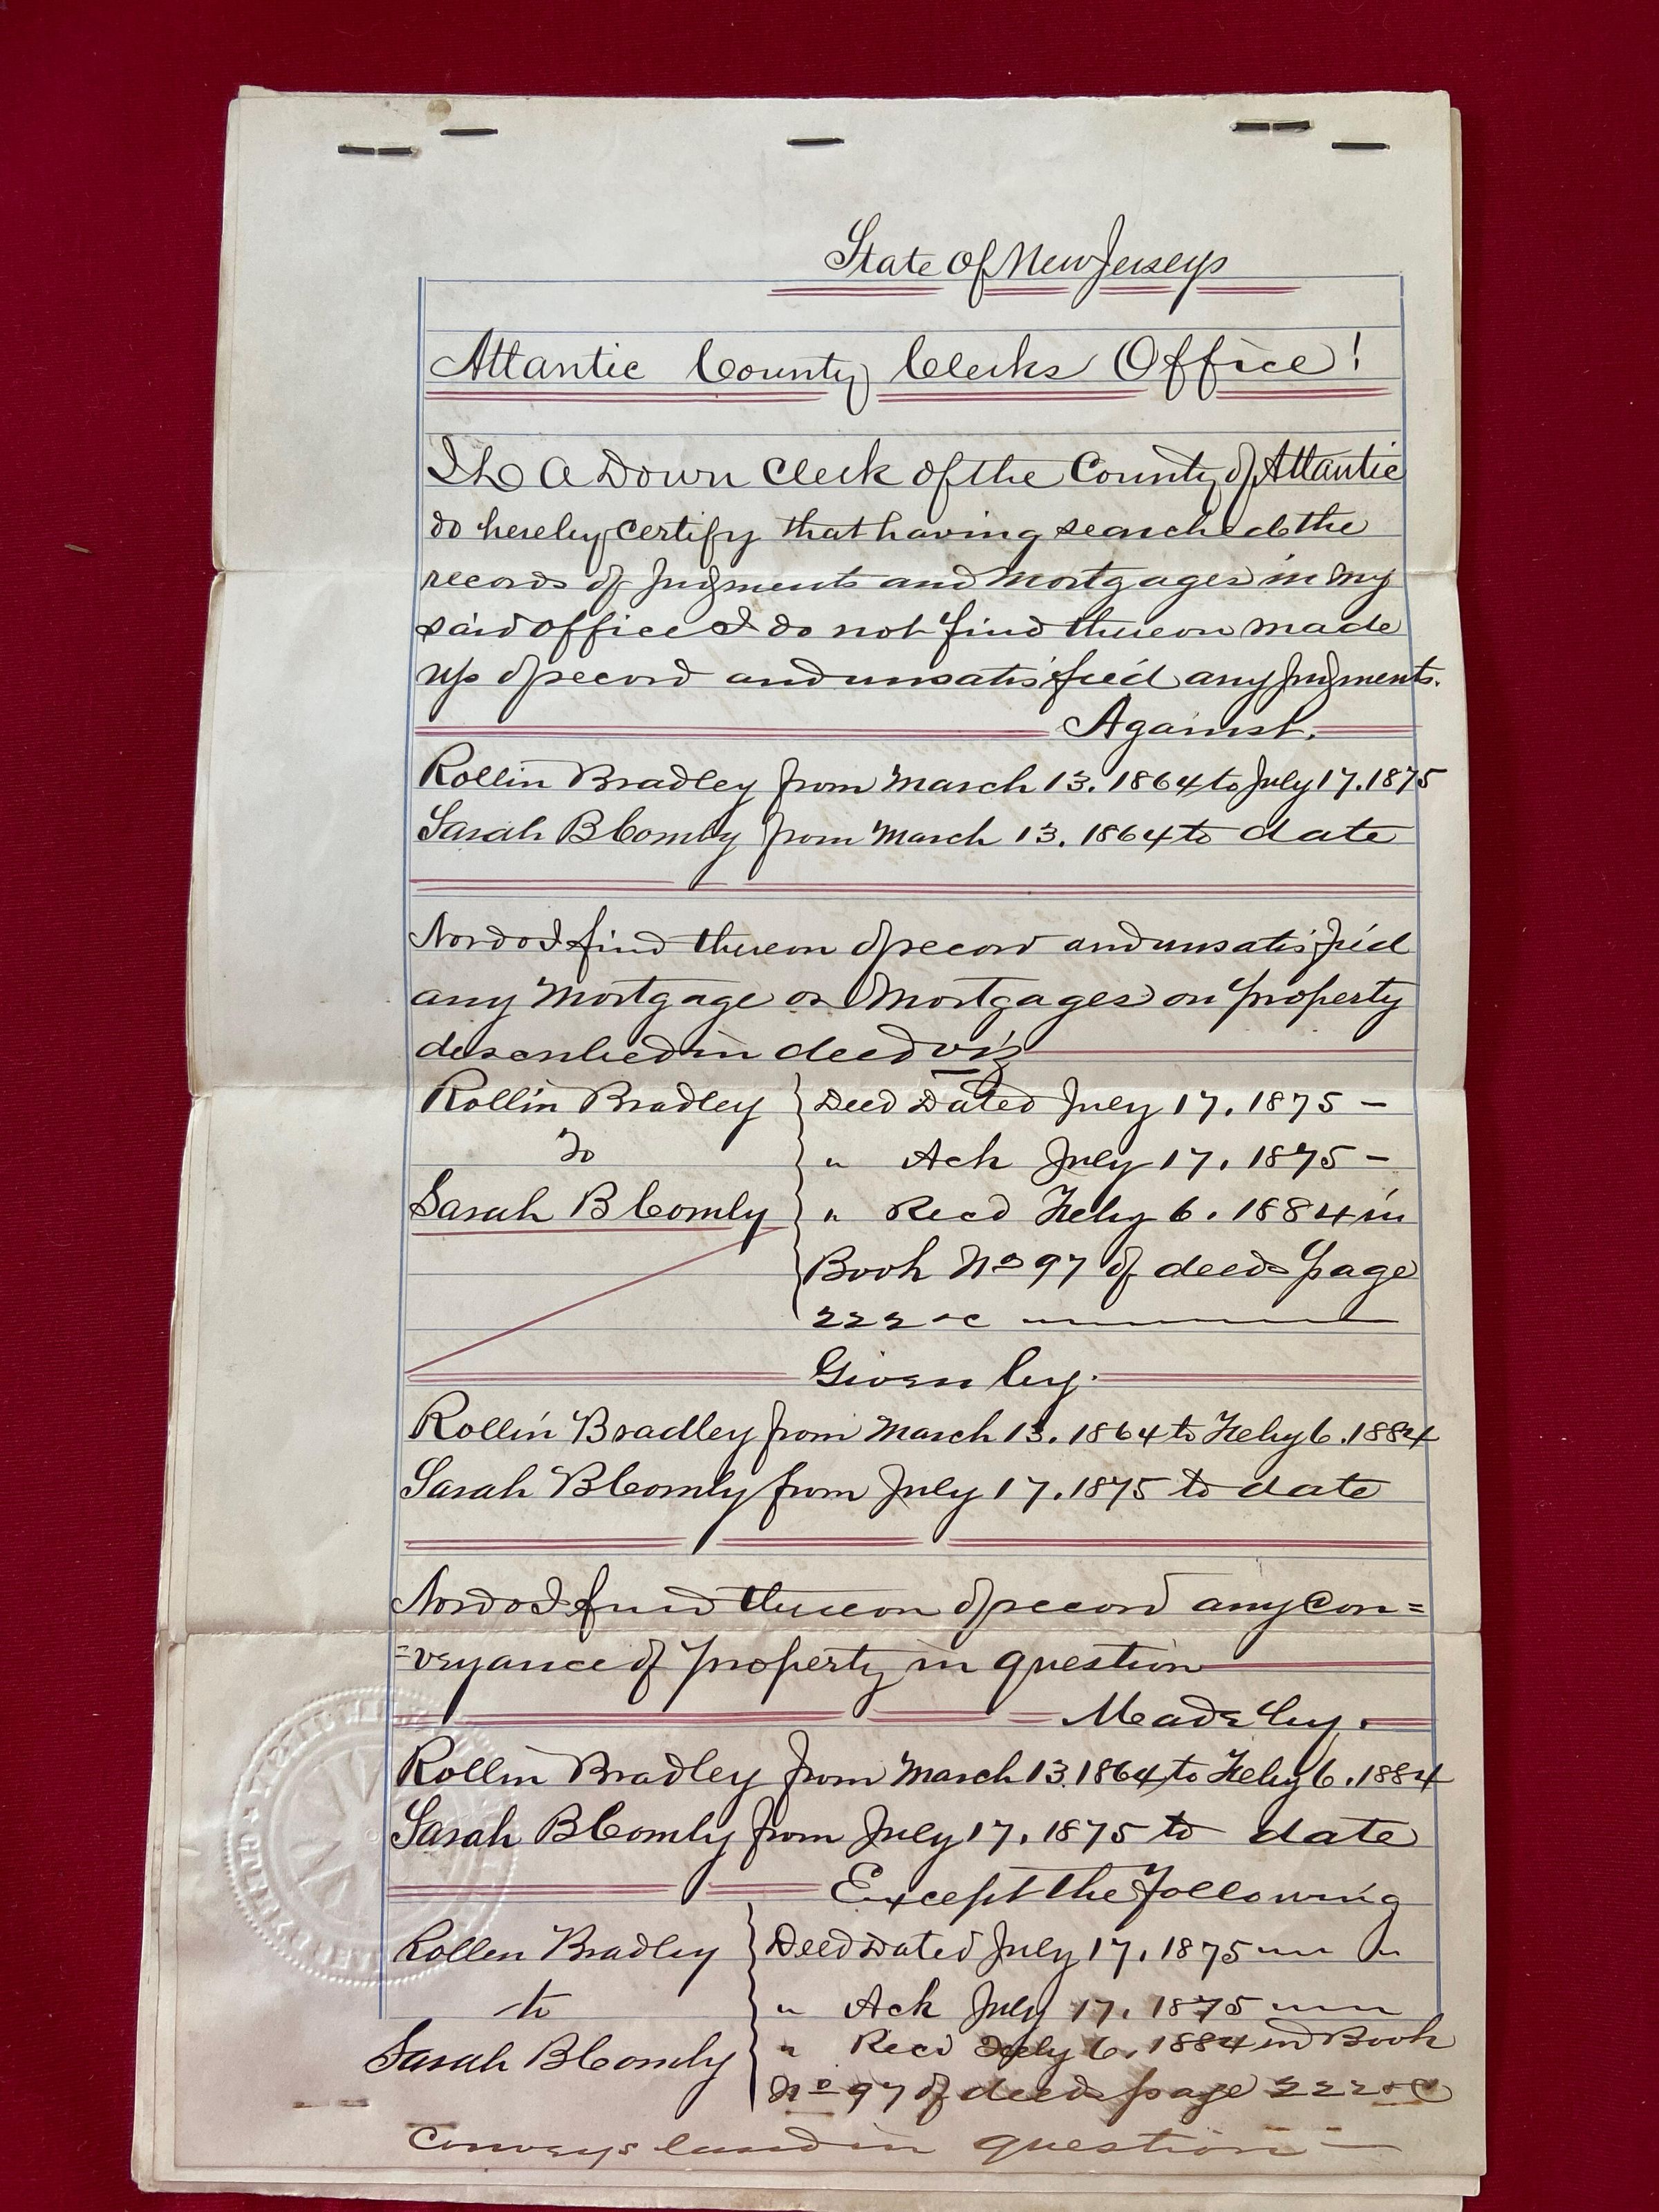 State of New Jersey
Atlantic County Clerks Office!
I L A Down Clerk of the County of Atlantic
do hereby certify that having searched the
records of Judgments and Mortgages in my
said office I do not find thereon made
up of record and unsatisfied any Judgments.
Against.
Rollin Bradley from March 13. 1864 to July 17. 1875
Sarah B Comly from March 13. 1864 to date
Nor do I find thereon of record and unsatisfied
any Mortgage or Mortgages on property
described in deed viz
Rollin Bradley } Deed Dated July 17. 1875 —
To " Ack July 17. 1875 —
Sarah B Comly " Recd Feby 6. 1884 in
Book No 97 of deeds page
222 &c
Given by.
Rollin Bradley from March 13. 1864 to Feby 6. 1884
Sarah B Comly from July 17. 1875 to date
Nor do I find thereon of record any Con=
=veyance of property in question
Made by.
Rollin Bradley from March 13. 1864 to Feby 6. 1884
Sarah B Comly from July 17. 1875 to date
Except the following
Rollin Bradley } Deed Dated July 17. 1875
to " Ack July 17. 1875
Sarah B Comly " Recd Feby 6. 1884 in Book
No 97 of deeds page 222 &c
Conveys land in question —